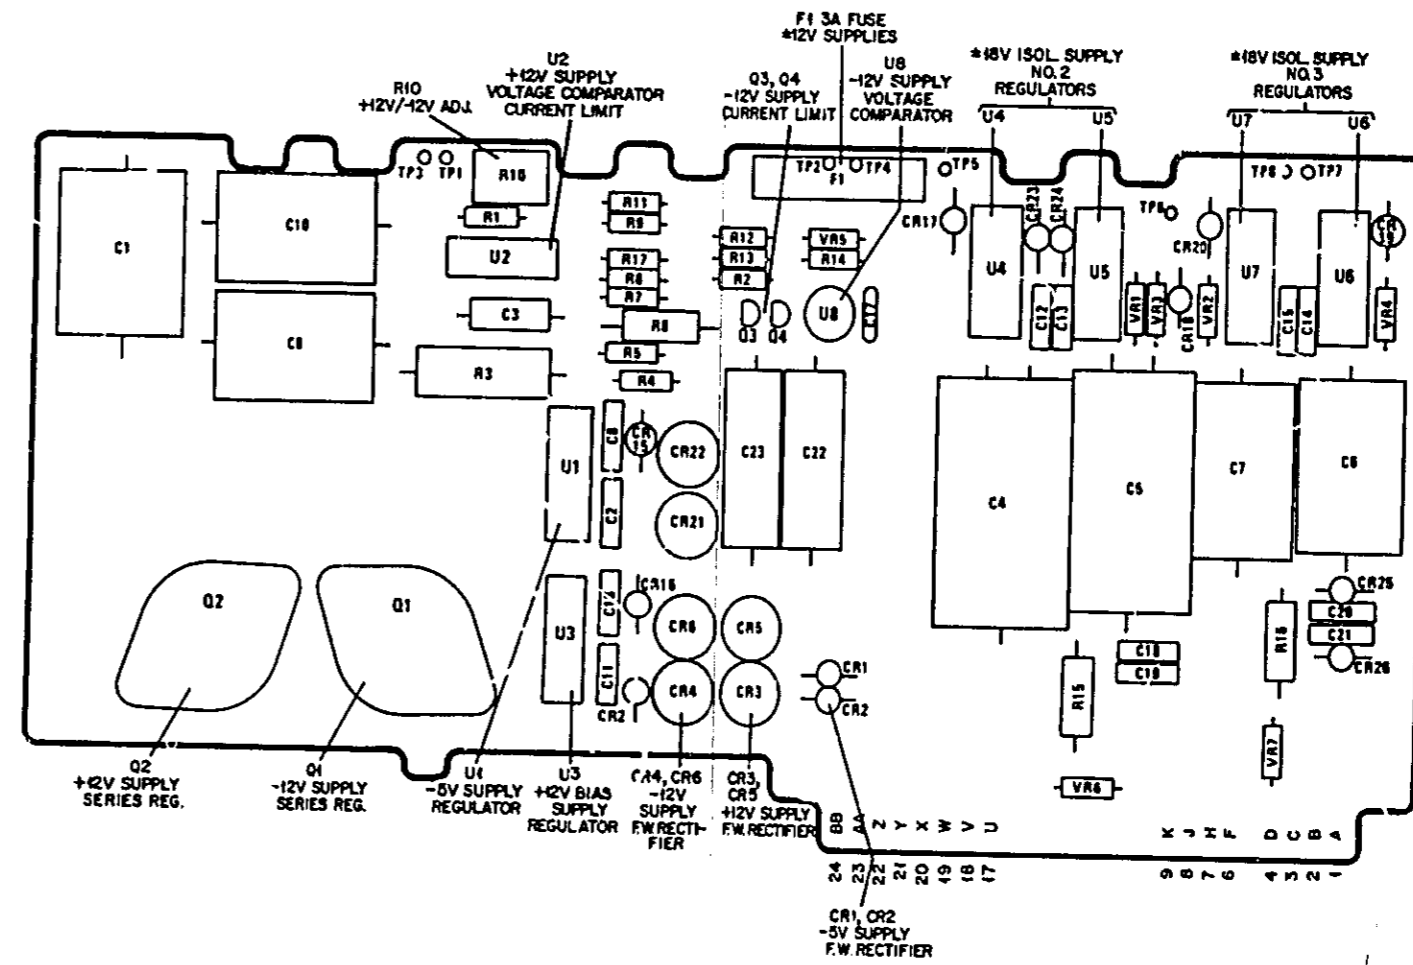 F1 3A FUSE
±12V SUPPLIES
U2
+12V SUPPLY
VOLTAGE COMPARATOR
CURRENT LIMIT
R10
+12V/-12V ADJ.
Q3, Q4
-12V SUPPLY
CURRENT LIMIT
U8
-12V SUPPLY
VOLTAGE
COMPARATOR
±18V ISOL. SUPPLY
NO. 2
REGULATORS
U4 U5
±18V ISOL. SUPPLY
NO. 3
REGULATORS
U7 U6
TP3 TP1
R10
TP2 TP4
F1
TP5
TP8 TP7
TP6
C1
C10
R1
R11
R9
U2
R12
R13
R2
VR5
R14
CR17
CR23
CR24
CR20
U4
U5
U7
U6
R17
R8
R7
C3
R6
Q3 Q4
U8
C17
C12
C13
VR1
VR3
CR18
VR2
C15
C14
VR4
C9
R5
R3
R4
U1
CR
15
CR22
C2
CR21
C23
C22
C4
C5
C7
C6
Q2
Q1
CR16
U3
C11
CR2
CR6
CR5
CR4
CR3
CR1
CR2
CR25
C20
C21
CR26
R16
C18
C19
R15
VR7
VR6
Q2
+12V SUPPLY
SERIES REG.
Q1
-12V SUPPLY
SERIES REG.
U1
-5V SUPPLY
REGULATOR
U3
+12V BIAS
SUPPLY
REGULATOR
CR4, CR6
-12V
SUPPLY
F.W. RECTI-
FIER
CR3,
CR5
+12V SUPPLY
F.W. RECTIFIER
BB AA Z Y X W V U
K J H F D C B A
24 23 22 21 20 19 18 17
9 8 7 6 4 3 2 1
CR1, CR2
-5V SUPPLY
F.W. RECTIFIER